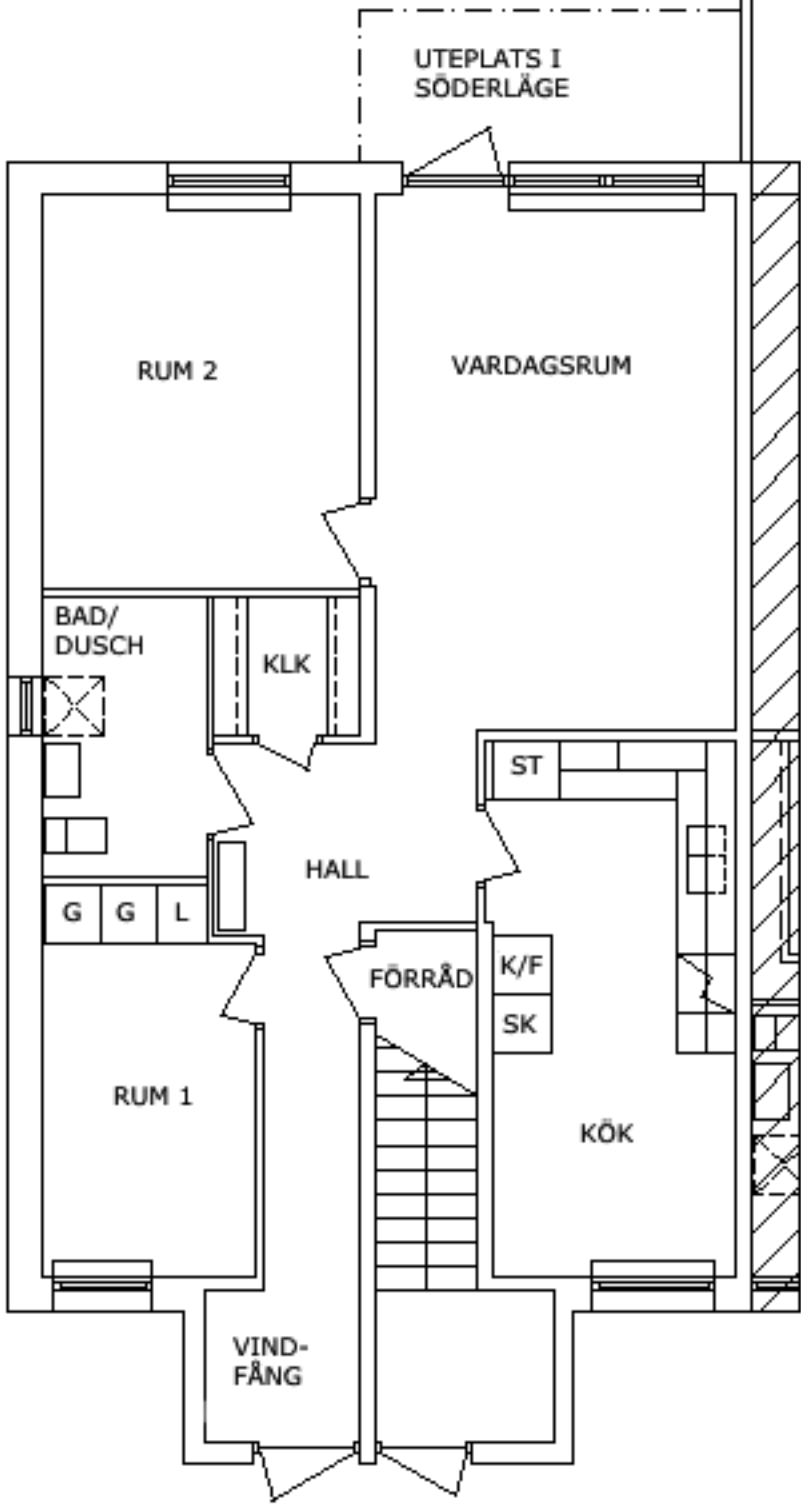 UTEPLATS I
SÖDERLÄGE
RUM 2
VARDAGSRUM
BAD/
DUSCH
KLK
ST
HALL
G G L
K/F
FÖRRÅD
SK
RUM 1
KÖK
VIND-
FÅNG